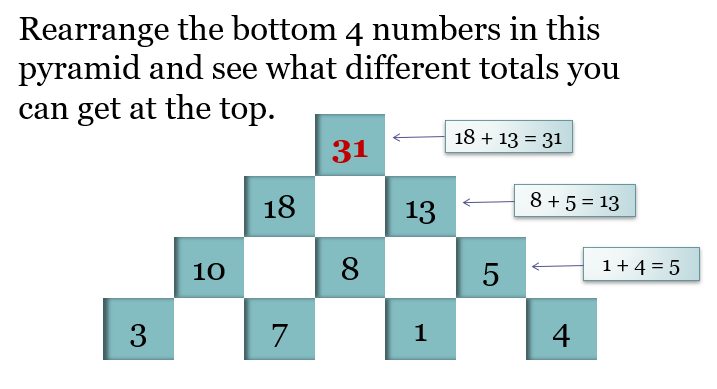 Rearrange the bottom 4 numbers in this
pyramid and see what different totals you
can get at the top.
31
18 + 13 = 31
18
13
8 + 5 = 13
10
8
5
1 + 4 = 5
3
7
1
4